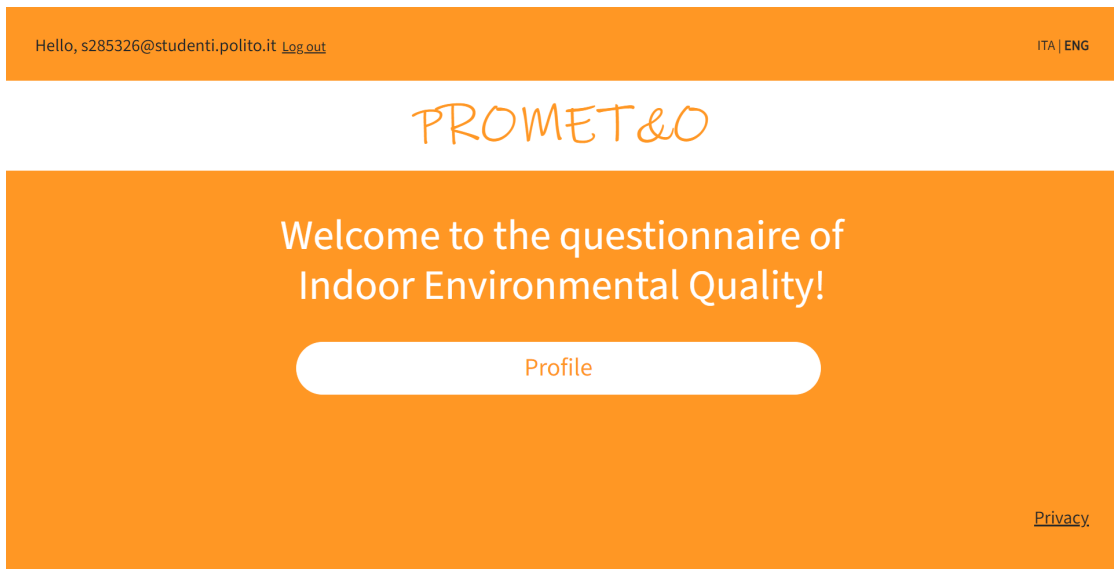 Hello, s285326@studenti.polito.it Log out
ITA | ENG
PROMET&O
Welcome to the questionnaire of
Indoor Environmental Quality!
Profile
Privacy